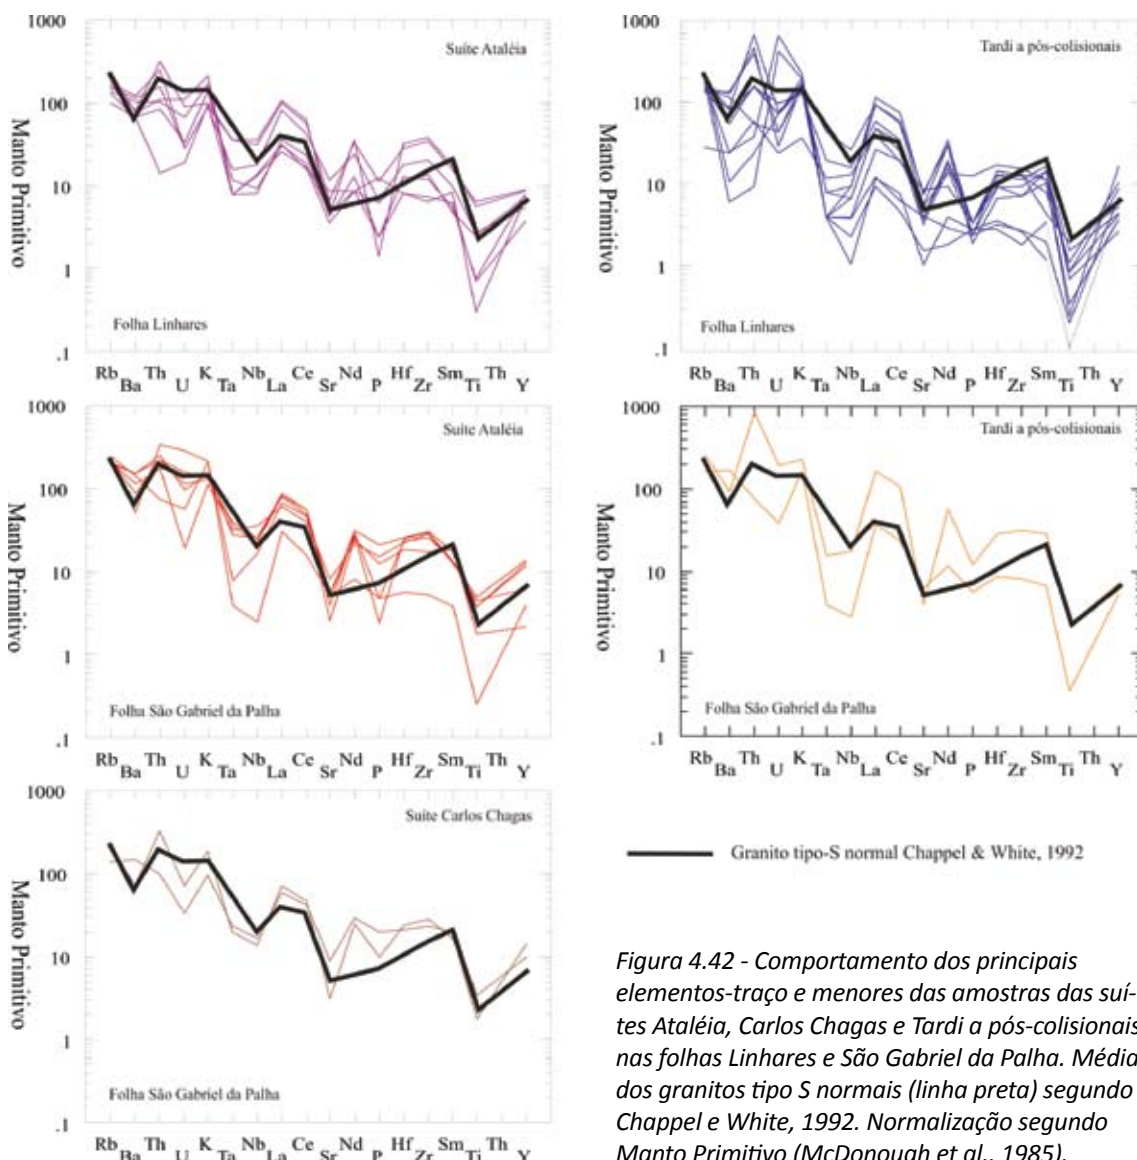 1000
100
10
1
.1
Manto Primitivo
Suíte Ataléia
Folha Linhares
Rb Ba Th U K Ta Nb La Ce Sr Nd P Hf Zr Sm Ti Th Y
1000
100
10
1
.1
Manto Primitivo
Tardi a pós-colisionais
Folha Linhares
Rb Ba Th U K Ta Nb La Ce Sr Nd P Hf Zr Sm Ti Th Y
1000
100
10
1
.1
Manto Primitivo
Suíte Ataléia
Folha São Gabriel da Palha
Rb Ba Th U K Ta Nb La Ce Sr Nd P Hf Zr Sm Ti Th Y
1000
100
10
1
.1
Manto Primitivo
Tardi a pós-colisionais
Folha São Gabriel da Palha
Rb Ba Th U K Ta Nb La Ce Sr Nd P Hf Zr Sm Ti Th Y
1000
100
10
1
.1
Manto Primitivo
Suíte Carlos Chagas
Folha São Gabriel da Palha
Rb Ba Th U K Ta Nb La Ce Sr Nd P Hf Zr Sm Ti Th Y
Granito tipo-S normal Chappel & White, 1992
Figura 4.42 - Comportamento dos principais
elementos-traço e menores das amostras das suí-
tes Ataléia, Carlos Chagas e Tardi a pós-colisionais
nas folhas Linhares e São Gabriel da Palha. Média
dos granitos tipo S normais (linha preta) segundo
Chappel e White, 1992. Normalização segundo
Manto Primitivo (McDonough et al., 1985).